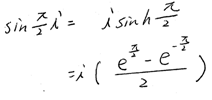 sin π/2 i = i sinh π/2
= i ( (e^{π/2} - e^{-π/2}) / 2 )